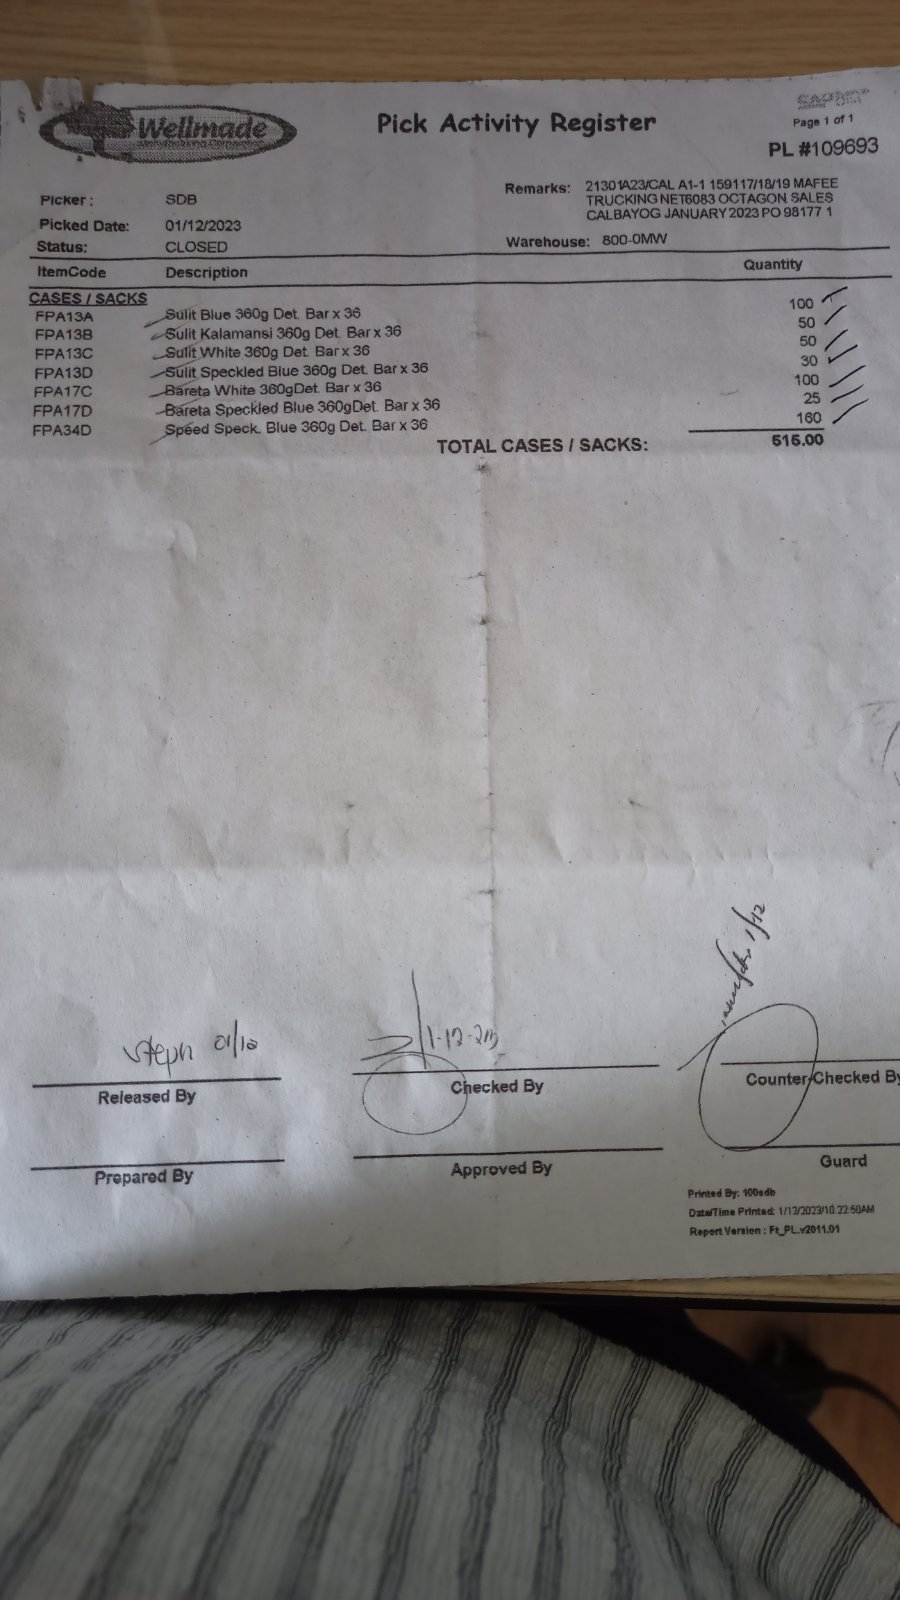 Wellmade
Manufacturing Corporation
Pick Activity Register
Page 1 of 1
PL #109693
Picker : SDB
Picked Date: 01/12/2023
Status: CLOSED
Remarks: 21301A23/CAL A1-1 159117/18/19 MAFEE
TRUCKING NET6083 OCTAGON SALES
CALBAYOG JANUARY 2023 PO 98177 1
Warehouse: 800-0MW
ItemCode Description Quantity
CASES / SACKS
FPA13A Sulit Blue 360g Det. Bar x 36 100
FPA13B Sulit Kalamansi 360g Det. Bar x 36 50
FPA13C Sulit White 360g Det. Bar x 36 50
FPA13D Sulit Speckled Blue 360g Det. Bar x 36 30
FPA17C Bareta White 360gDet. Bar x 36 100
FPA17D Bareta Speckled Blue 360gDet. Bar x 36 25
FPA34D Speed Speck. Blue 360g Det. Bar x 36 160
TOTAL CASES / SACKS: 515.00
Steph 01/12
1-12-23
1/12
Released By
Checked By
Counter-Checked By
Prepared By
Approved By
Guard
Printed By: 100sdb
Date/Time Printed: 1/12/2023/10:22:50AM
Report Version : Ft_PL.v2011.01